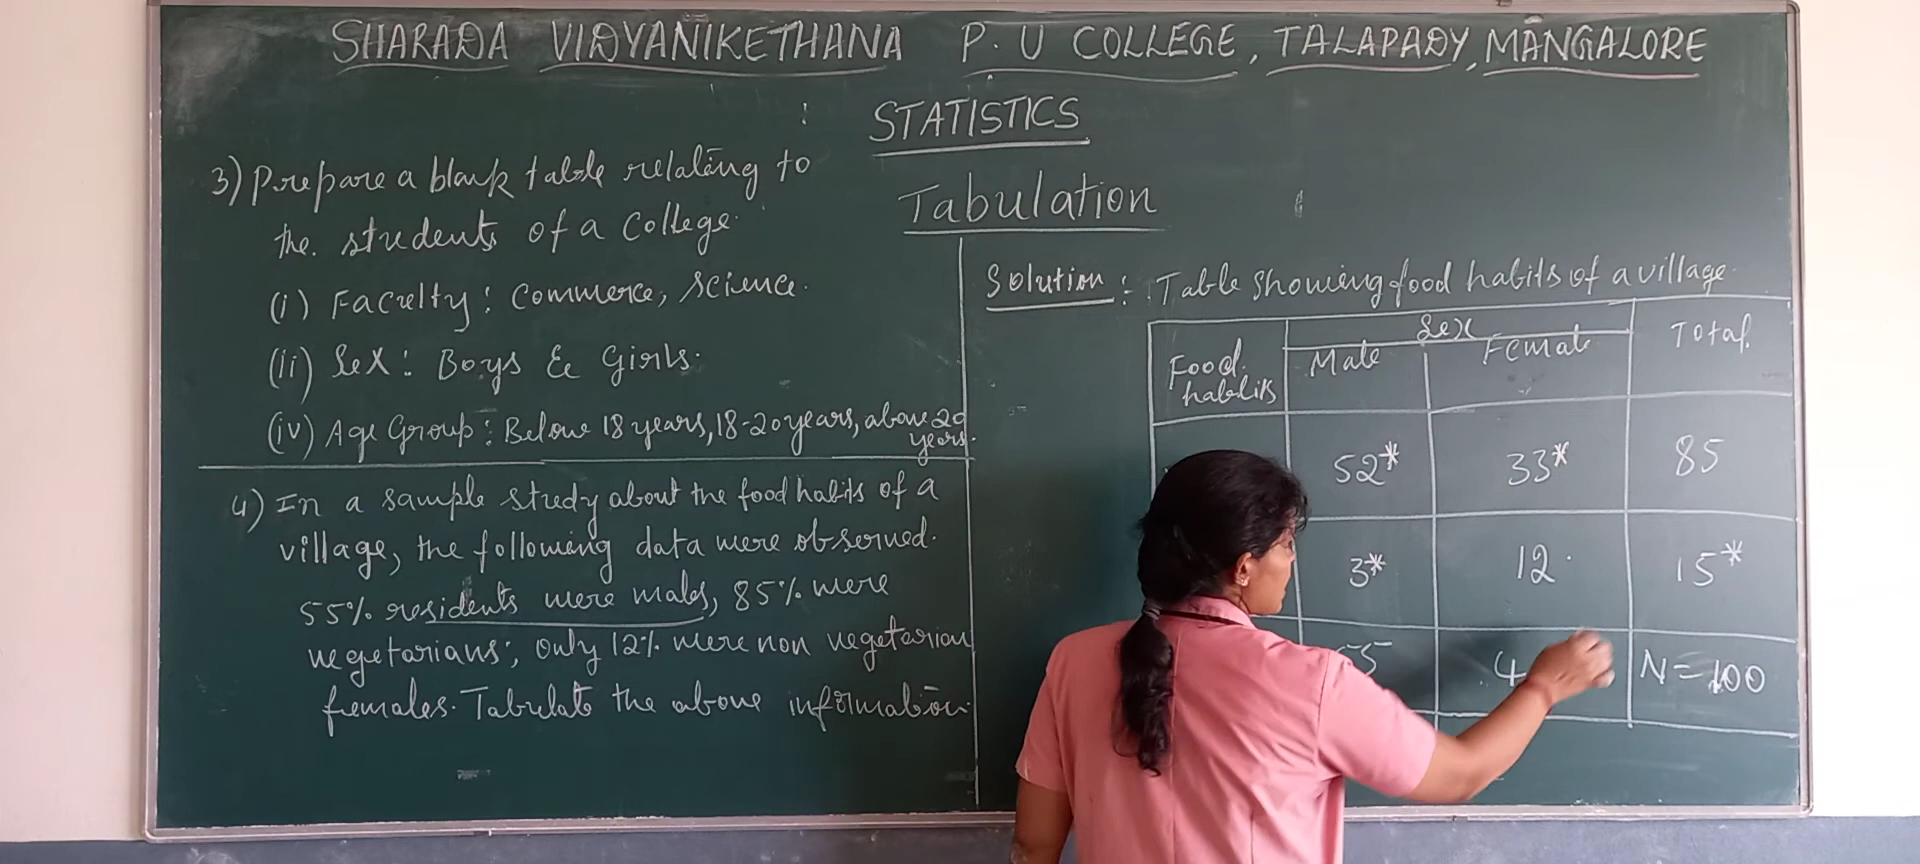 SHARADA VIDYANIKETHANA P.U COLLEGE, TALAPADY, MANGALORE
STATISTICS
Tabulation
3) Prepare a blank table relating to
the students of a College.
(i) Faculty: Commerce, Science.
(ii) Sex: Boys & Girls.
(iv) Age Group: Below 18 years, 18-20 years, above 20
years.
4) In a sample study about the food habits of a
village, the following data were observed.
55% residents were males, 85% were
vegetarians; only 12% were non vegetarian
females. Tabulate the above information.
Solution: Table showing food habits of a village.
Food habits Sex Total
Male Female
52* 33* 85
3* 12 15*
4 N=100